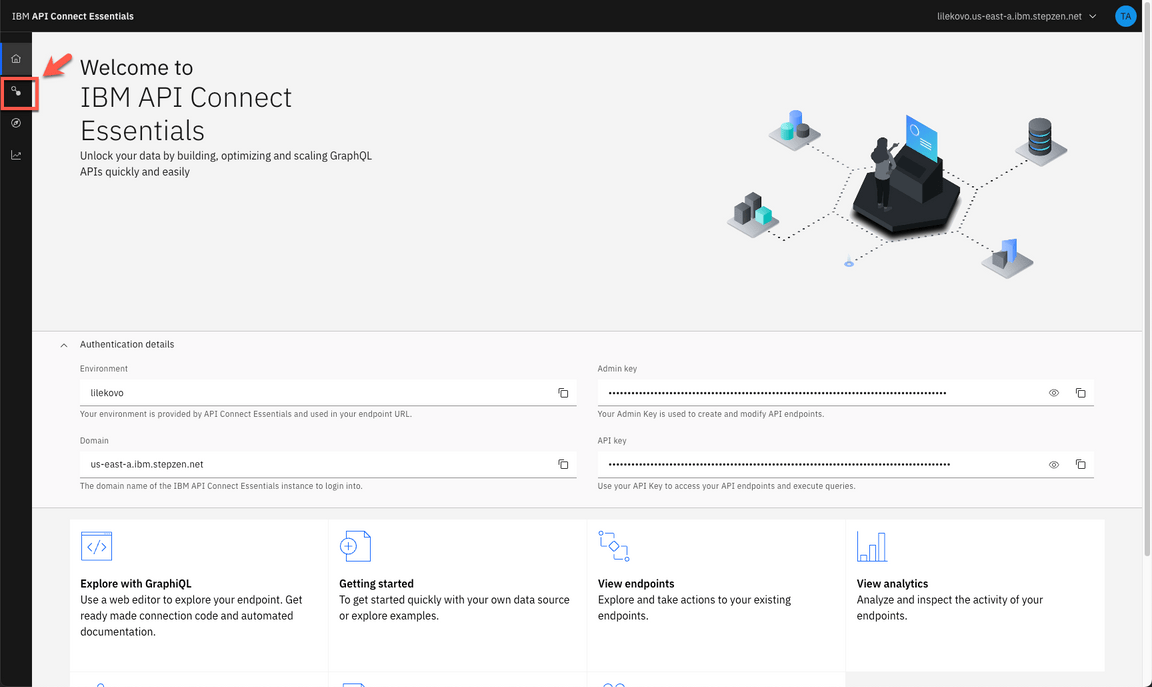 IBM API Connect Essentials
lilekovo.us-east-a.ibm.stepzen.net
TA
Welcome to
IBM API Connect
Essentials
Unlock your data by building, optimizing and scaling GraphQL
APIs quickly and easily
Authentication details
Environment
lilekovo
Your environment is provided by API Connect Essentials and used in your endpoint URL.
Admin key
Your Admin Key is used to create and modify API endpoints.
Domain
us-east-a.ibm.stepzen.net
The domain name of the IBM API Connect Essentials instance to login into.
API key
Use your API Key to access your API endpoints and execute queries.
Explore with GraphiQL
Use a web editor to explore your endpoint. Get
ready made connection code and automated
documentation.
Getting started
To get started quickly with your own data source
or explore examples.
View endpoints
Explore and take actions to your existing
endpoints.
View analytics
Analyze and inspect the activity of your
endpoints.